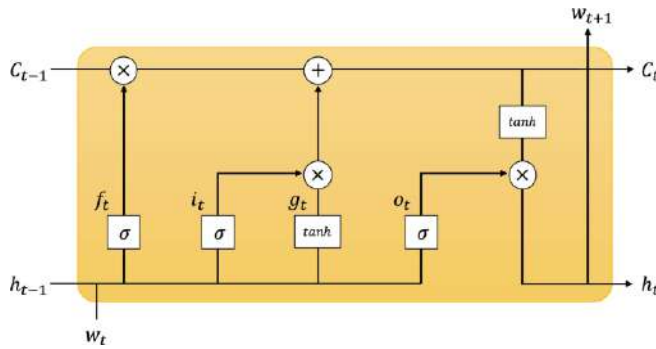 w_{t+1}
C_{t−1} × + C_t
tanh
× ×
f_t i_t g_t o_t
σ σ tanh σ
h_{t−1} h_t
w_t